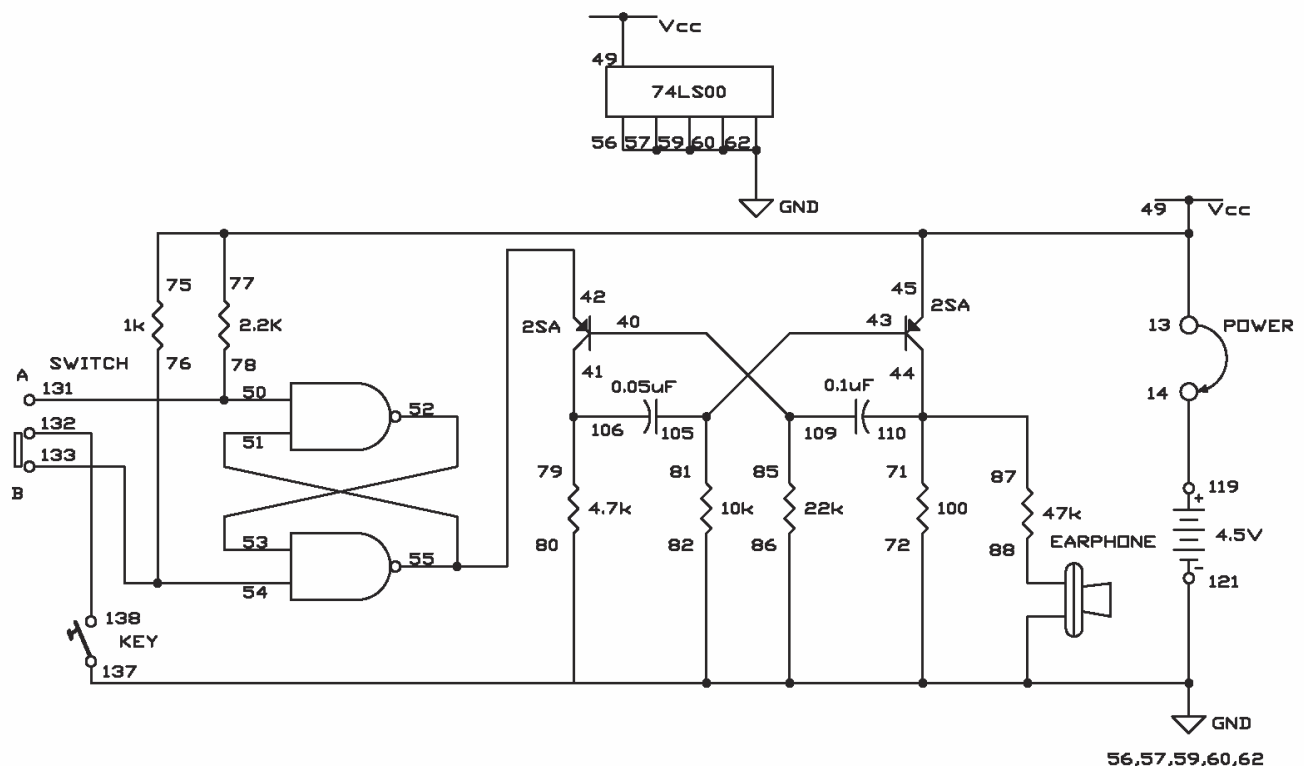 Vcc
49
74LS00
56 57 59 60 62
GND
49 Vcc
75 77
42 45
2SA 40 43 2SA
1k 2.2K
13 POWER
SWITCH 76 78
41 44
A 131
50 52
0.05uF 0.1uF
14
132
51
106 105 109 110
133
B
79 81 85 71 87
119
+
4.7k 10k 22k 100 47k
4.5V
53 55
80 82 86 72 88
EARPHONE
-
54
121
138
KEY
137
GND
56,57,59,60,62